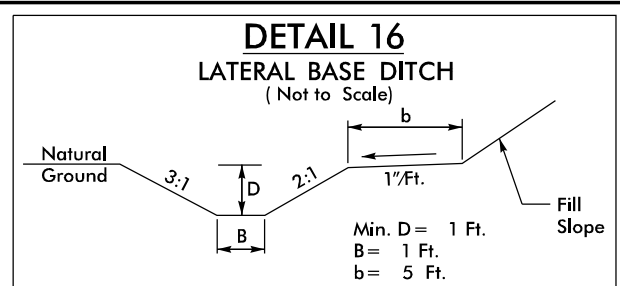 DETAIL 16
LATERAL BASE DITCH
( Not to Scale)
b
Natural
Ground
3:1
D
2:1
1"/Ft.
B
Fill
Slope
Min. D = 1 Ft.
B= 1 Ft.
b= 5 Ft.